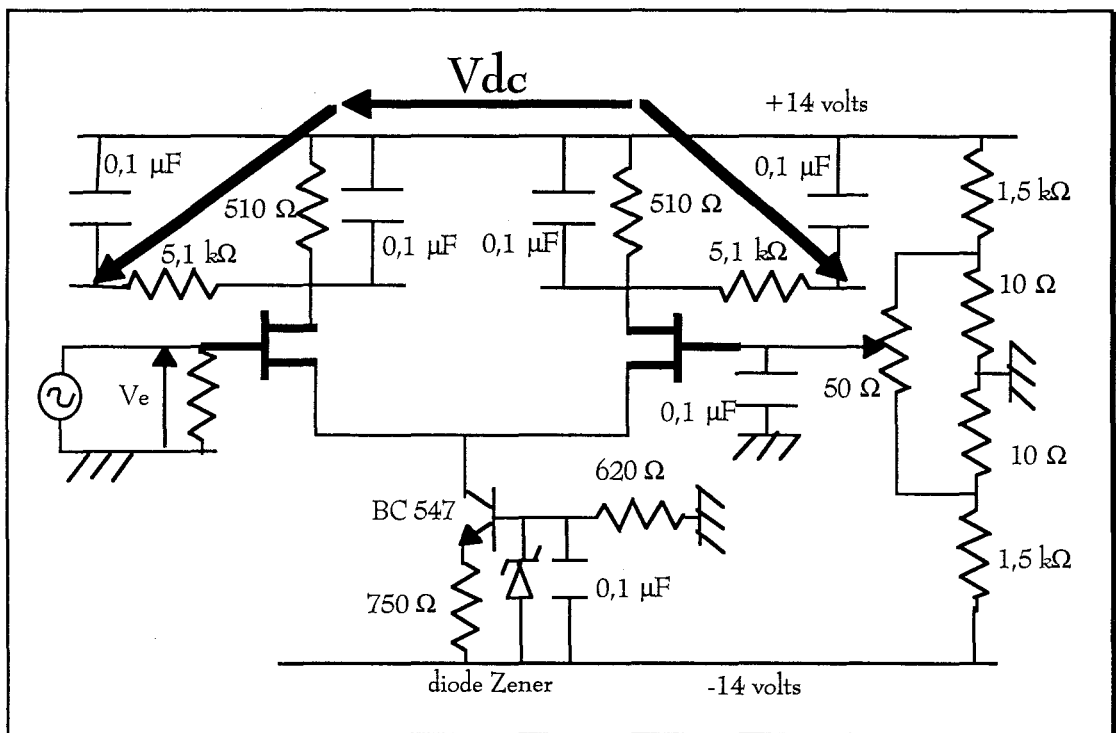 Vdc
+14 volts
0,1 µF
510 Ω
0,1 µF
0,1 µF
510 Ω
0,1 µF
1,5 kΩ
5,1 kΩ
5,1 kΩ
10 Ω
Ve
0,1 µF
50 Ω
10 Ω
BC 547
620 Ω
750 Ω
0,1 µF
1,5 kΩ
diode Zener
-14 volts